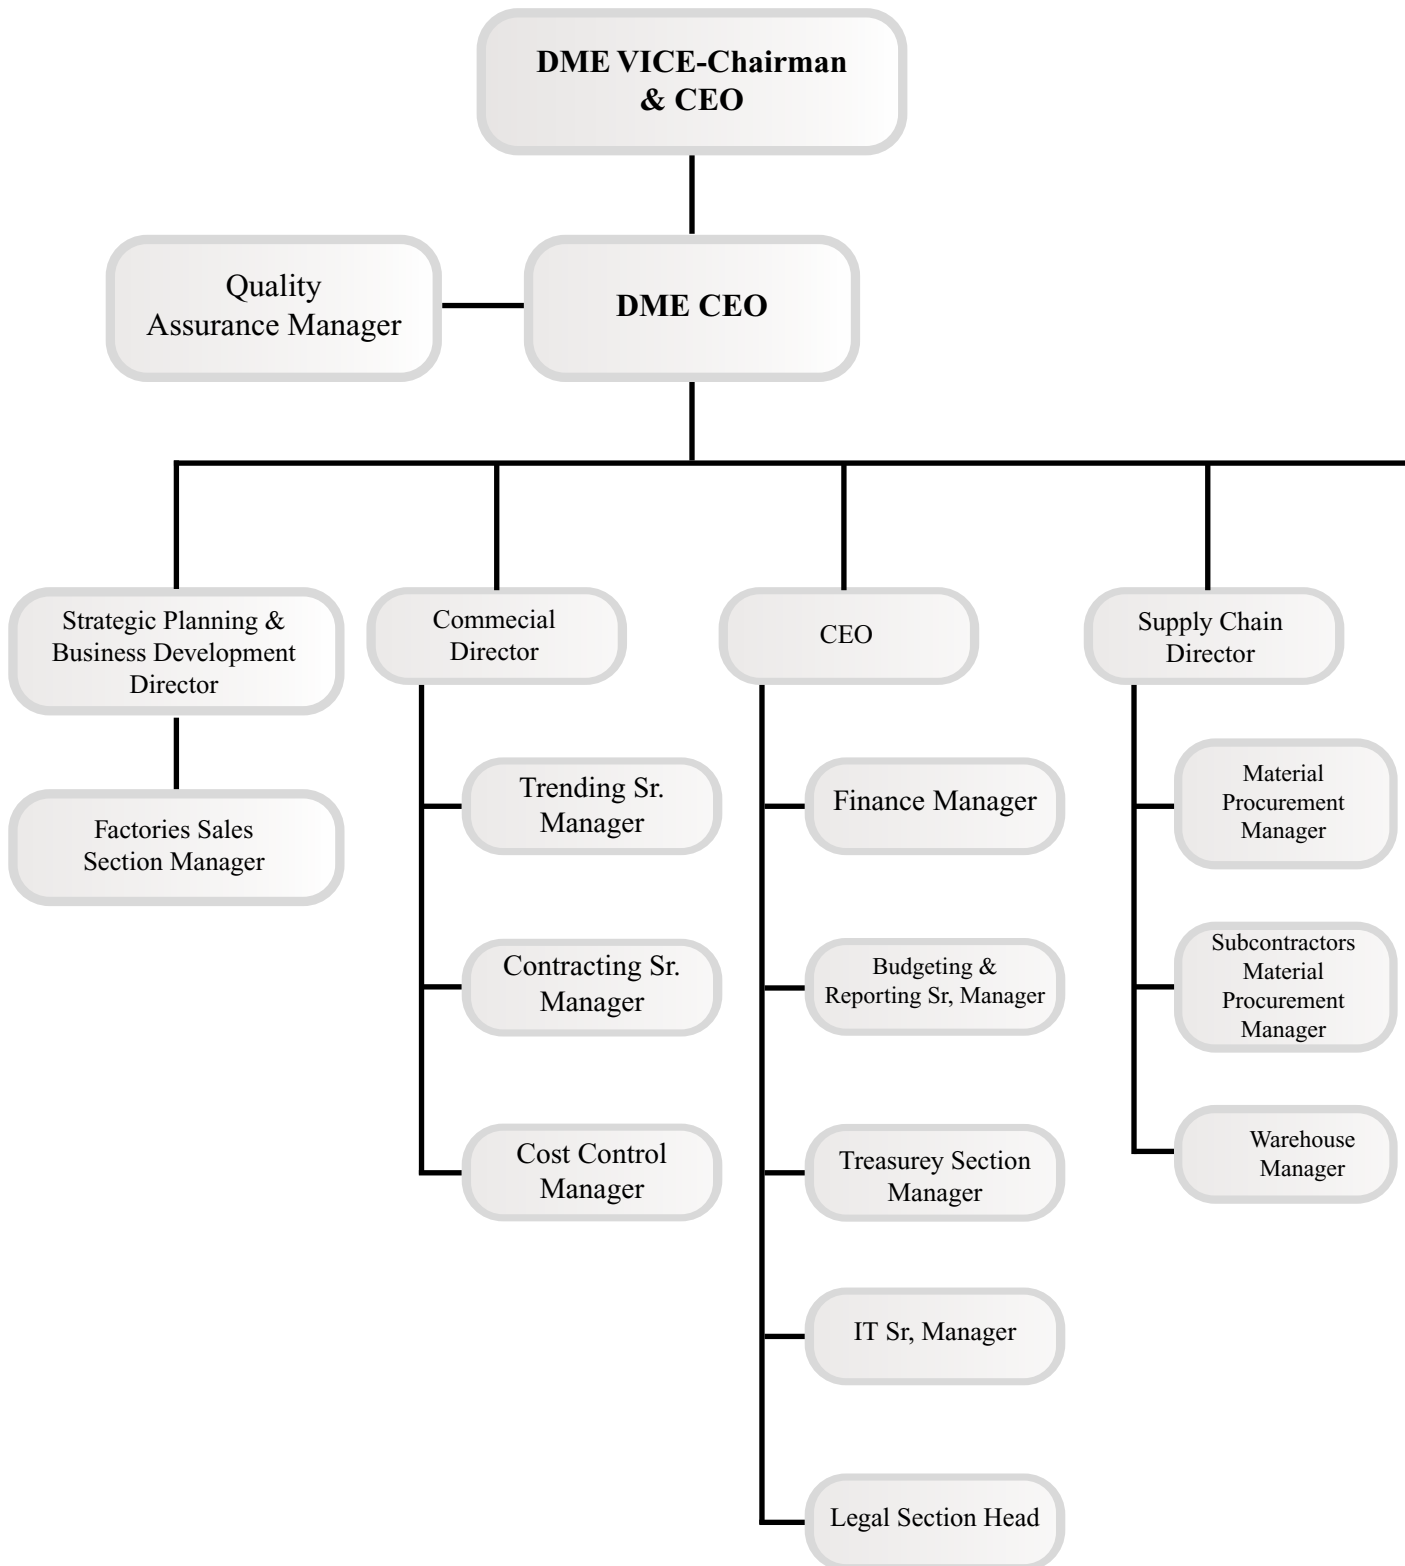 DME VICE-Chairman
& CEO
Quality
Assurance Manager
DME CEO
Strategic Planning &
Business Development
Director
Factories Sales
Section Manager
Commecial
Director
Trending Sr.
Manager
Contracting Sr.
Manager
Cost Control
Manager
CEO
Finance Manager
Budgeting &
Reporting Sr, Manager
Treasurey Section
Manager
IT Sr, Manager
Legal Section Head
Supply Chain
Director
Material
Procurement
Manager
Subcontractors
Material
Procurement
Manager
Warehouse
Manager